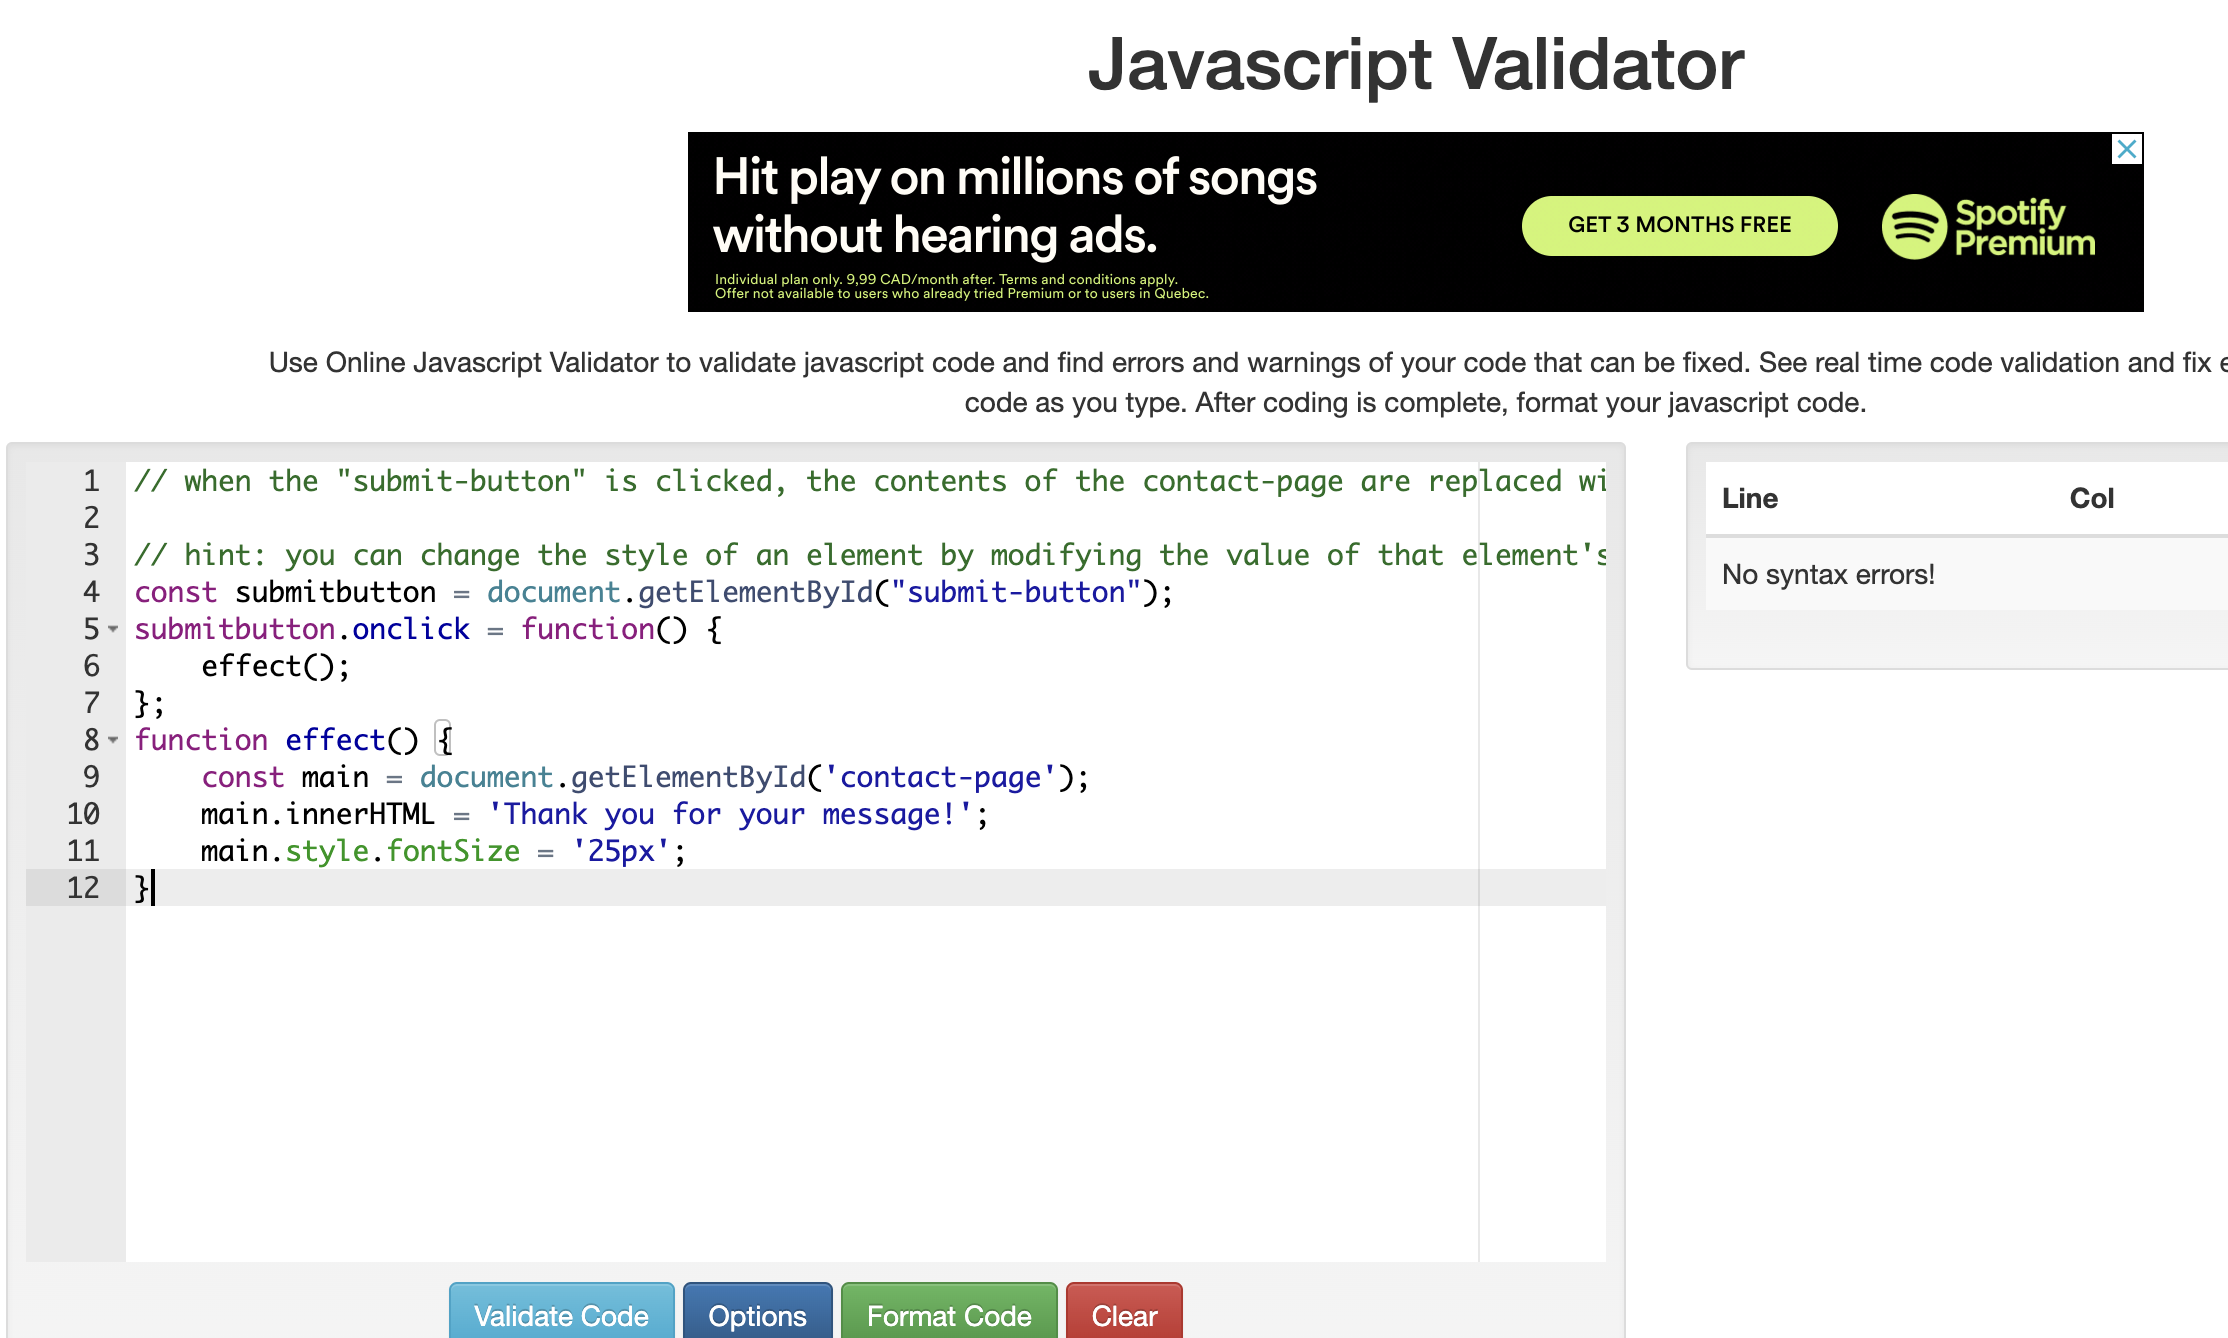 Javascript Validator
Hit play on millions of songs
without hearing ads.
Individual plan only. 9,99 CAD/month after. Terms and conditions apply.
Offer not available to users who already tried Premium or to users in Quebec.
GET 3 MONTHS FREE
Spotify
Premium
Use Online Javascript Validator to validate javascript code and find errors and warnings of your code that can be fixed. See real time code validation and fix
code as you type. After coding is complete, format your javascript code.
1 // when the "submit-button" is clicked, the contents of the contact-page are replaced wi
2
3 // hint: you can change the style of an element by modifying the value of that element's
4 const submitbutton = document.getElementById("submit-button");
5 submitbutton.onclick = function() {
6     effect();
7 };
8 function effect() {
9     const main = document.getElementById('contact-page');
10     main.innerHTML = 'Thank you for your message!';
11     main.style.fontSize = '25px';
12 }
Line Col
No syntax errors!
Validate Code Options Format Code Clear